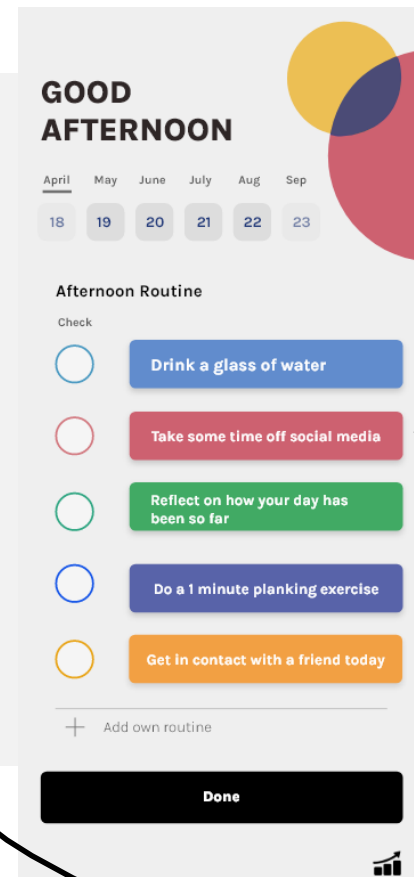 GOOD
AFTERNOON
April May June July Aug Sep
18 19 20 21 22 23
Afternoon Routine
Check
Drink a glass of water
Take some time off social media
Reflect on how your day has
been so far
Do a 1 minute planking exercise
Get in contact with a friend today
Add own routine
Done